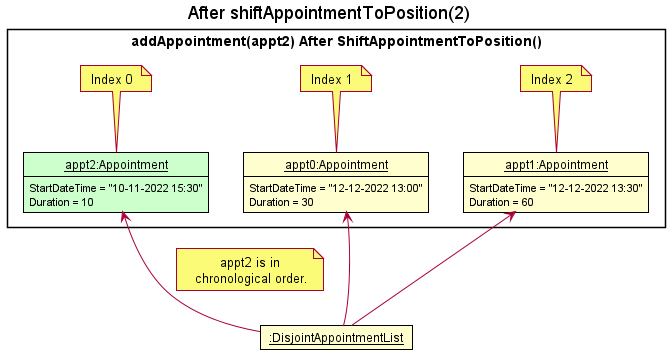 After shiftAppointmentToPosition(2)
addAppointment(appt2) After ShiftAppointmentToPosition()
Index 0
Index 1
Index 2
appt2:Appointment
StartDateTime = "10-11-2022 15:30"
Duration = 10
appt0:Appointment
StartDateTime = "12-12-2022 13:00"
Duration = 30
appt1:Appointment
StartDateTime = "12-12-2022 13:30"
Duration = 60
appt2 is in
chronological order.
:DisjointAppointmentList